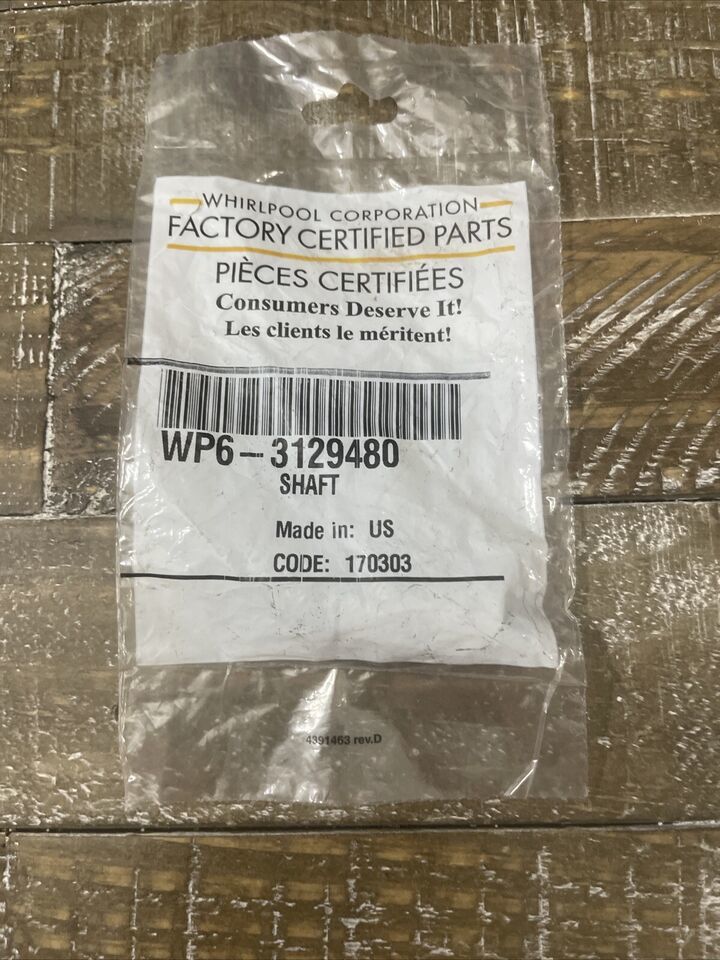 WHIRLPOOL CORPORATION
FACTORY CERTIFIED PARTS
PIÈCES CERTIFIÉES
Consumers Deserve It!
Les clients le méritent!
WP6-3129480
SHAFT
Made in: US
CODE: 170303
4391463 rev.D